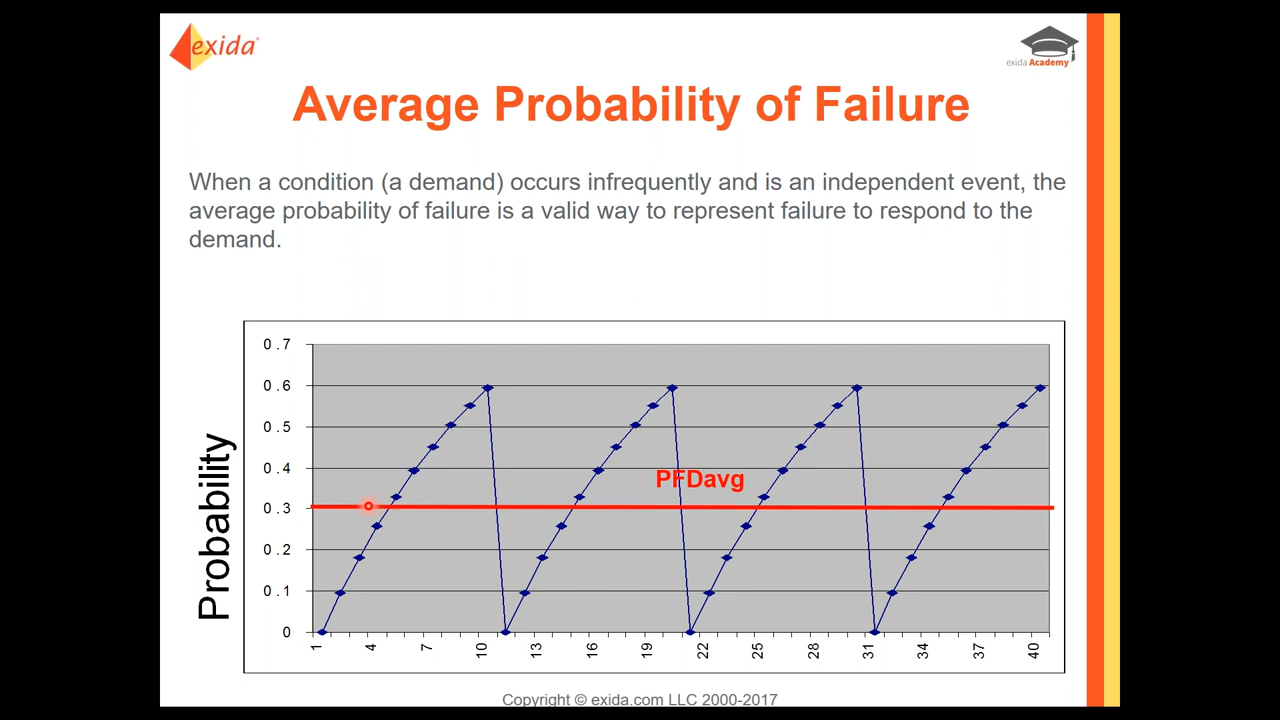 exida
exida Academy
Average Probability of Failure
When a condition (a demand) occurs infrequently and is an independent event, the
average probability of failure is a valid way to represent failure to respond to the
demand.
Probability
0.7
0.6
0.5
0.4
0.3
0.2
0.1
0
PFDavg
1 4 7 10 13 16 19 22 25 28 31 34 37 40
Copyright © exida.com LLC 2000-2017